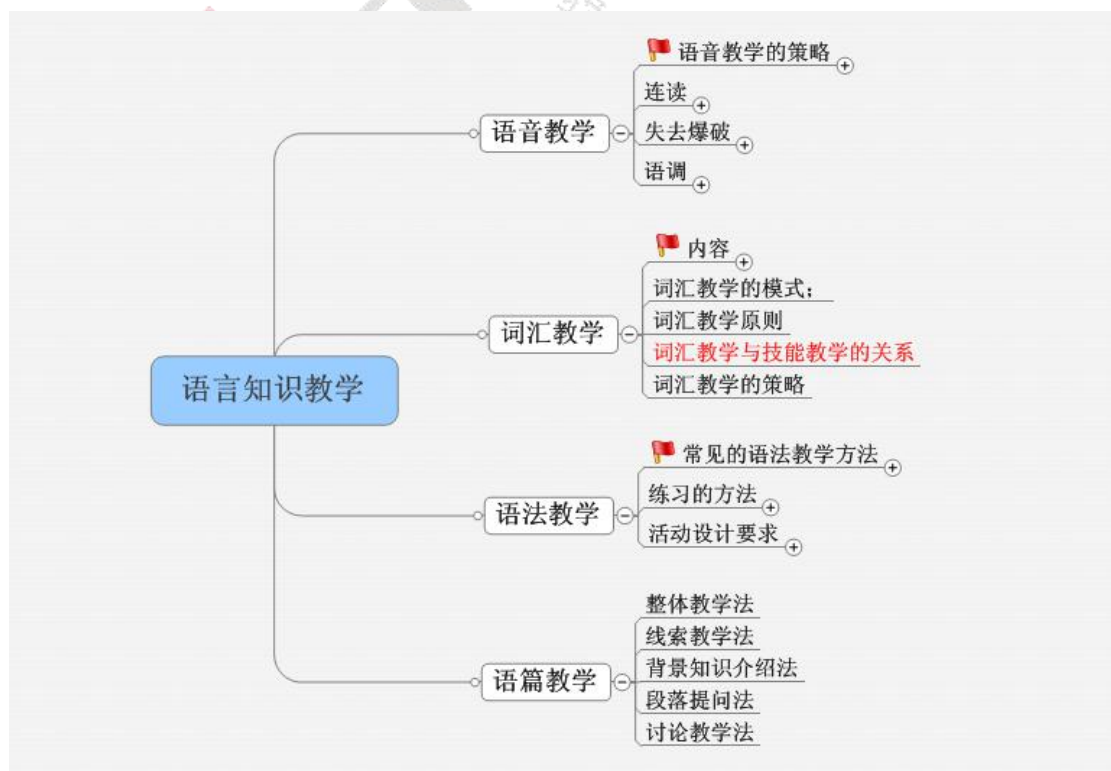 语音教学的策略
连读
语音教学
失去爆破
语调
内容
词汇教学的模式；
词汇教学原则
词汇教学
词汇教学与技能教学的关系
词汇教学的策略
语言知识教学
常见的语法教学方法
练习的方法
语法教学
活动设计要求
整体教学法
线索教学法
背景知识介绍法
语篇教学
段落提问法
讨论教学法